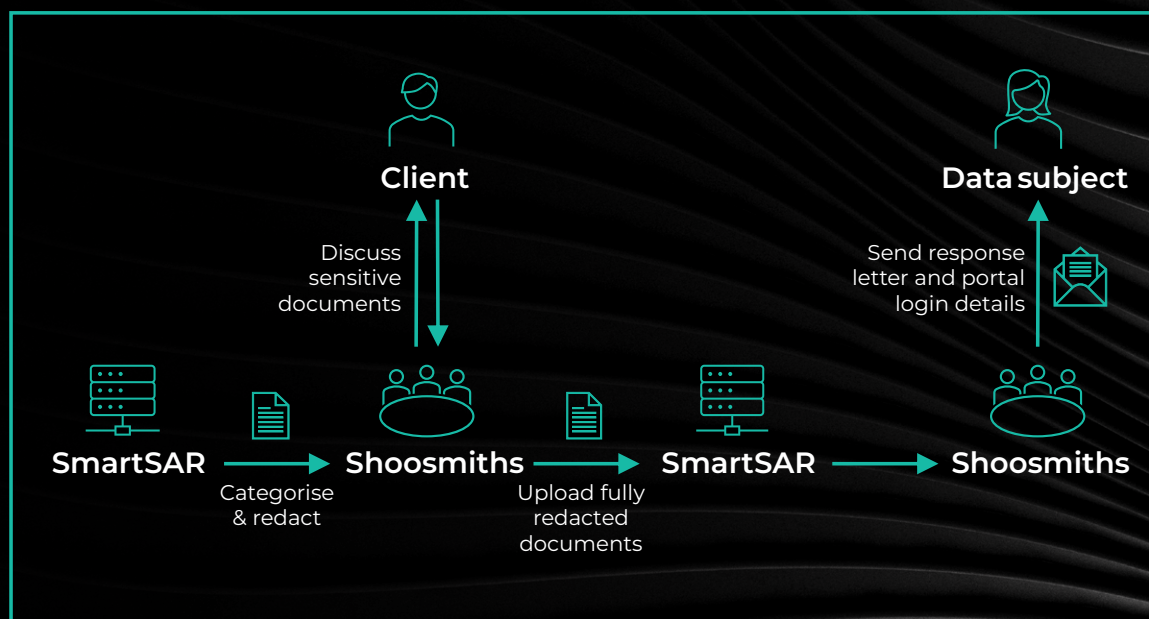 Client
Data subject
Discuss
sensitive
documents
Send response
letter and portal
login details
SmartSAR
Shoosmiths
SmartSAR
Shoosmiths
Categorise
& redact
Upload fully
redacted
documents